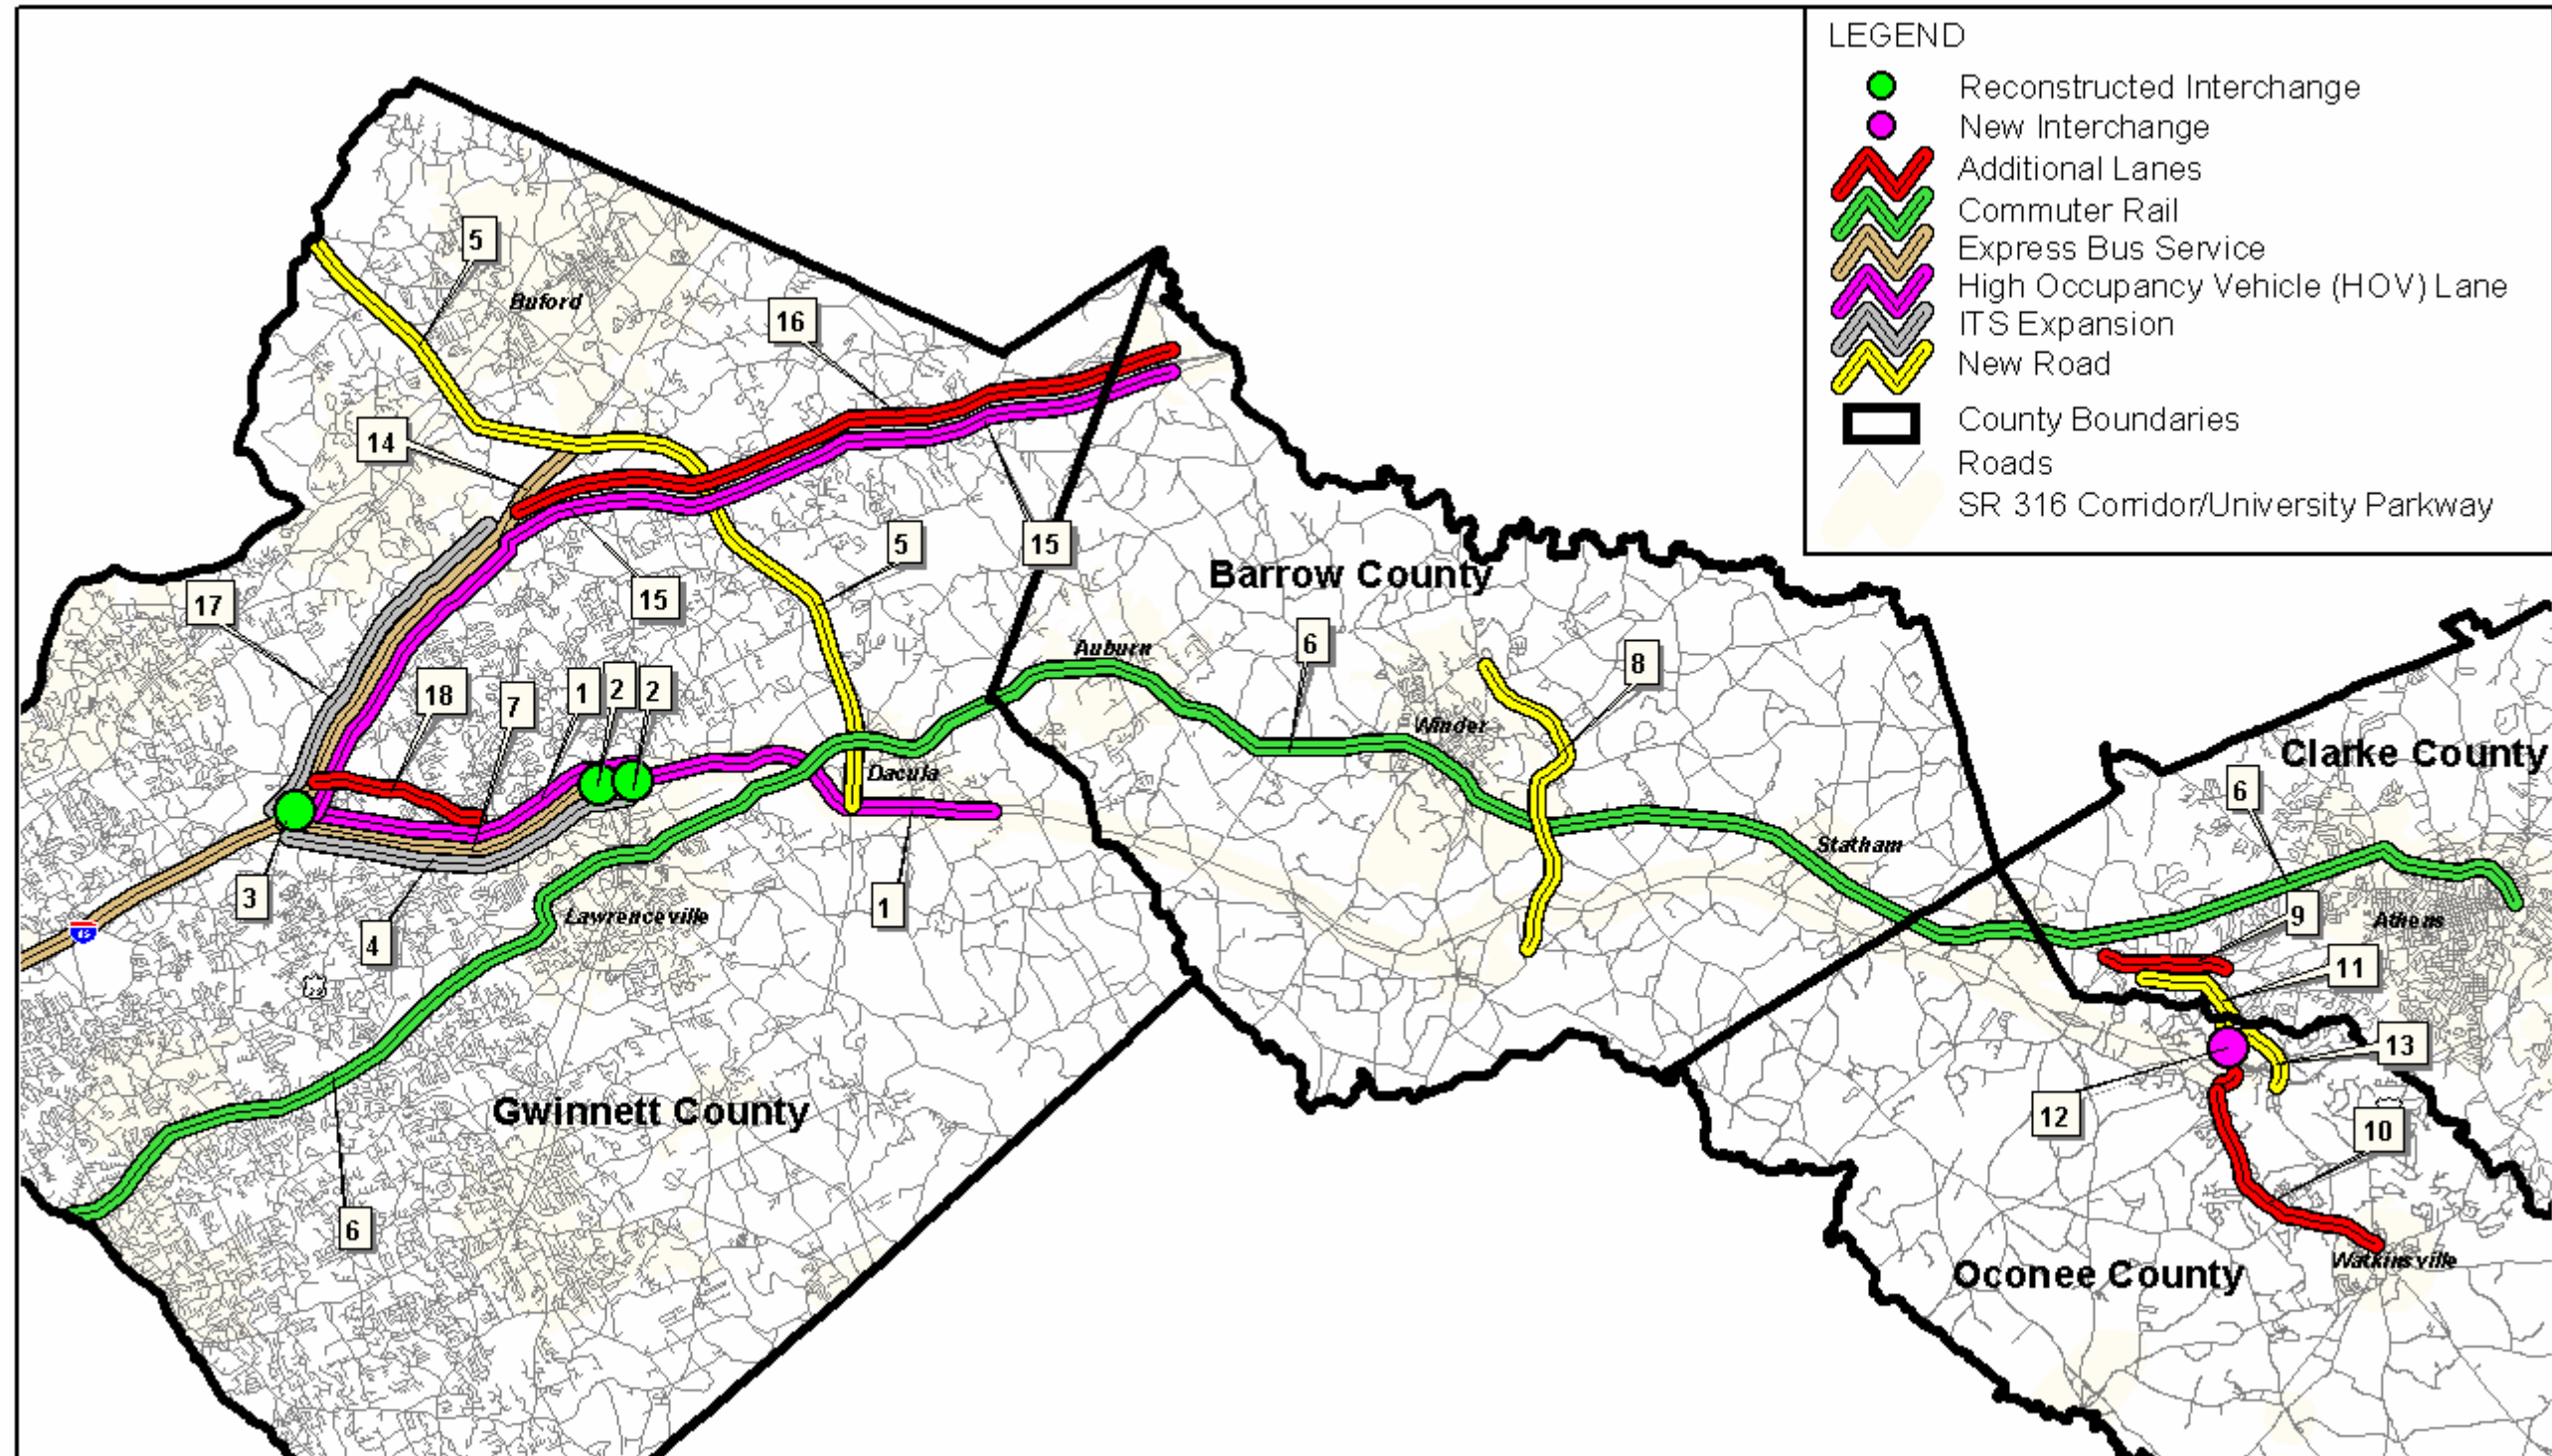 LEGEND
Reconstructed Interchange
New Interchange
Additional Lanes
Commuter Rail
Express Bus Service
High Occupancy Vehicle (HOV) Lane
ITS Expansion
New Road
County Boundaries
Roads
SR 316 Corridor/University Parkway
5
Buford
16
14
5
15
15
17
Barrow County
Auburn
6
8
18
7
1
2
2
Winder
Clarke County
Dacula
6
Statham
3
4
Lawrenceville
1
9
Athens
11
13
12
10
Gwinnett County
6
Oconee County
Watkinsville